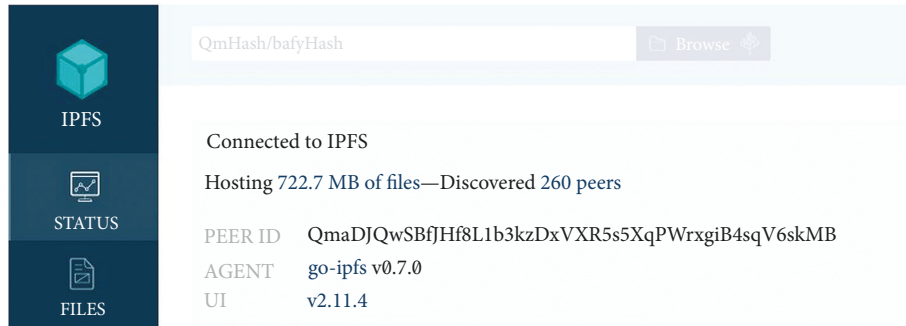 QmHash/bafyHash
Browse
IPFS
STATUS
FILES
Connected to IPFS
Hosting 722.7 MB of files—Discovered 260 peers
PEER ID QmaDJQwSBfJHf8L1b3kzDxVXR5s5XqPWrxgiB4sqV6skMB
AGENT go-ipfs v0.7.0
UI v2.11.4